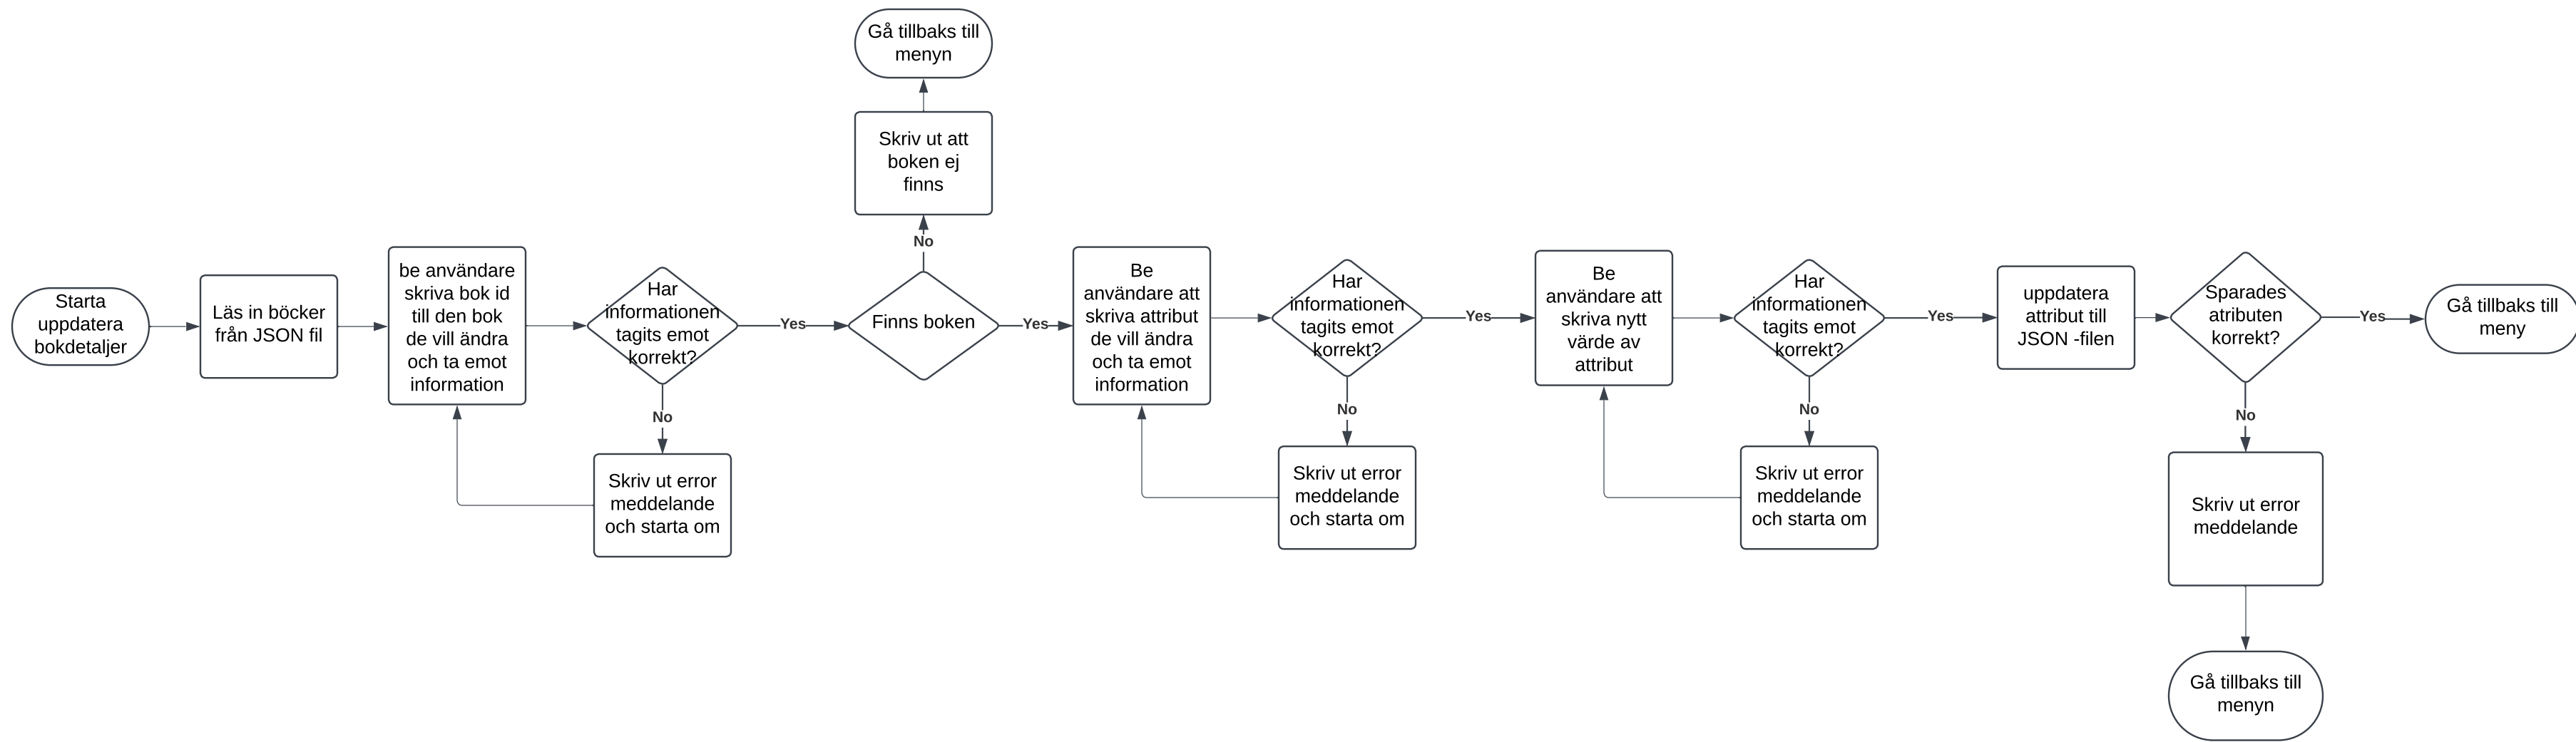 Gå tillbaks till
menyn
Skriv ut att
boken ej
finns
No
Starta
uppdatera
bokdetaljer
Läs in böcker
från JSON fil
be användare
skriva bok id
till den bok
de vill ändra
och ta emot
information
Har
informationen
tagits emot
korrekt?
Yes
No
Skriv ut error
meddelande
och starta om
Finns boken
Yes
Be
användare att
skriva attribut
de vill ändra
och ta emot
information
Har
informationen
tagits emot
korrekt?
Yes
No
Skriv ut error
meddelande
och starta om
Be
användare att
skriva nytt
värde av
attribut
Har
informationen
tagits emot
korrekt?
Yes
No
Skriv ut error
meddelande
och starta om
uppdatera
attribut till
JSON -filen
Sparades
atributen
korrekt?
Yes
Gå tillbaks till
meny
No
Skriv ut error
meddelande
Gå tillbaks till
menyn